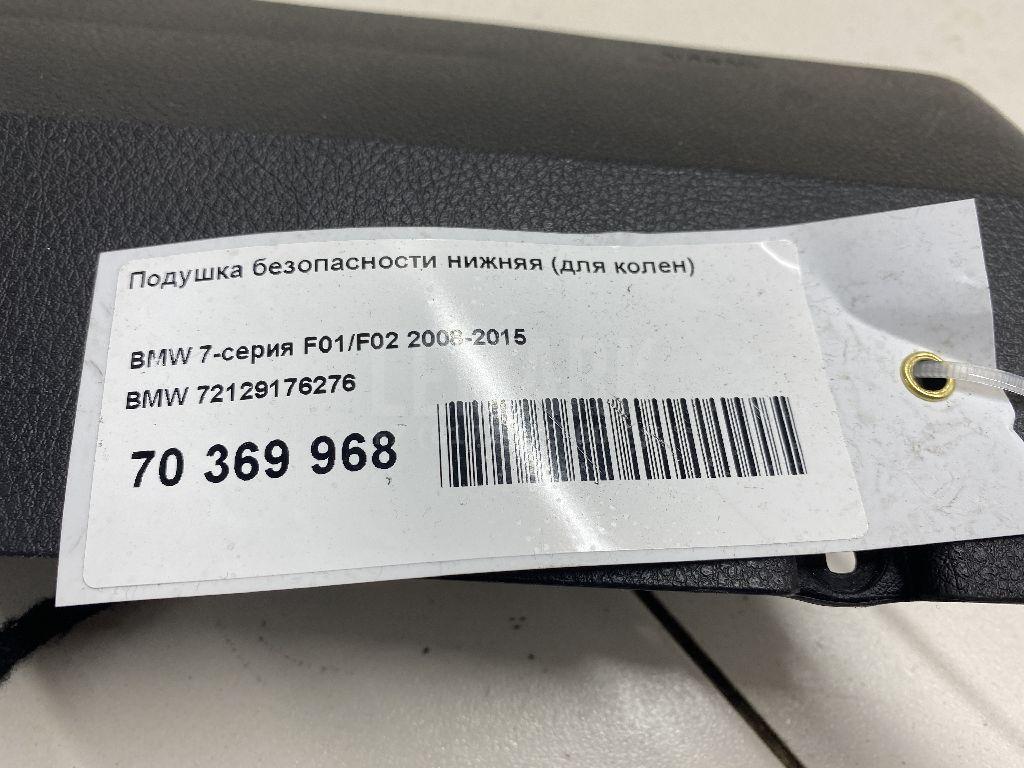 Подушка безопасности нижняя (для колен)
BMW 7-серия F01/F02 2008-2015
BMW 72129176276
70 369 968